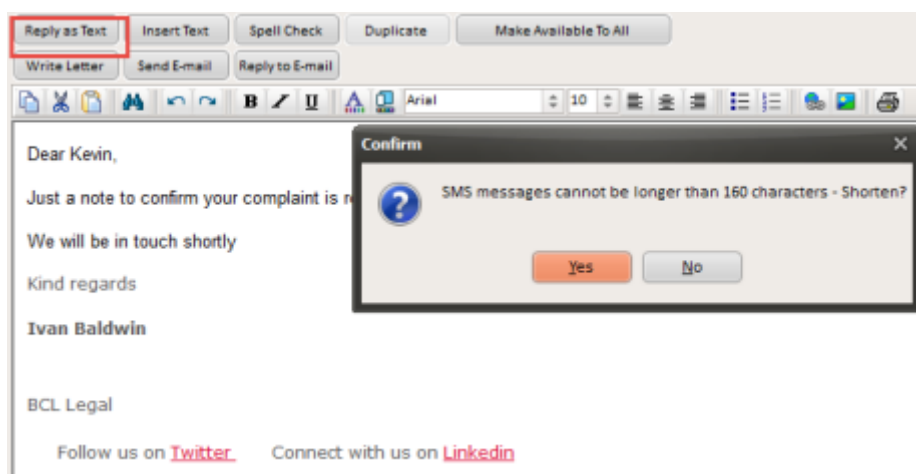 Reply as Text Insert Text Spell Check Duplicate Make Available To All
Write Letter Send E-mail Reply to E-mail
B I U A Arial 10
Confirm
SMS messages cannot be longer than 160 characters - Shorten?
Yes No
Dear Kevin,
Just a note to confirm your complaint is
We will be in touch shortly
Kind regards
Ivan Baldwin
BCL Legal
Follow us on Twitter Connect with us on Linkedin